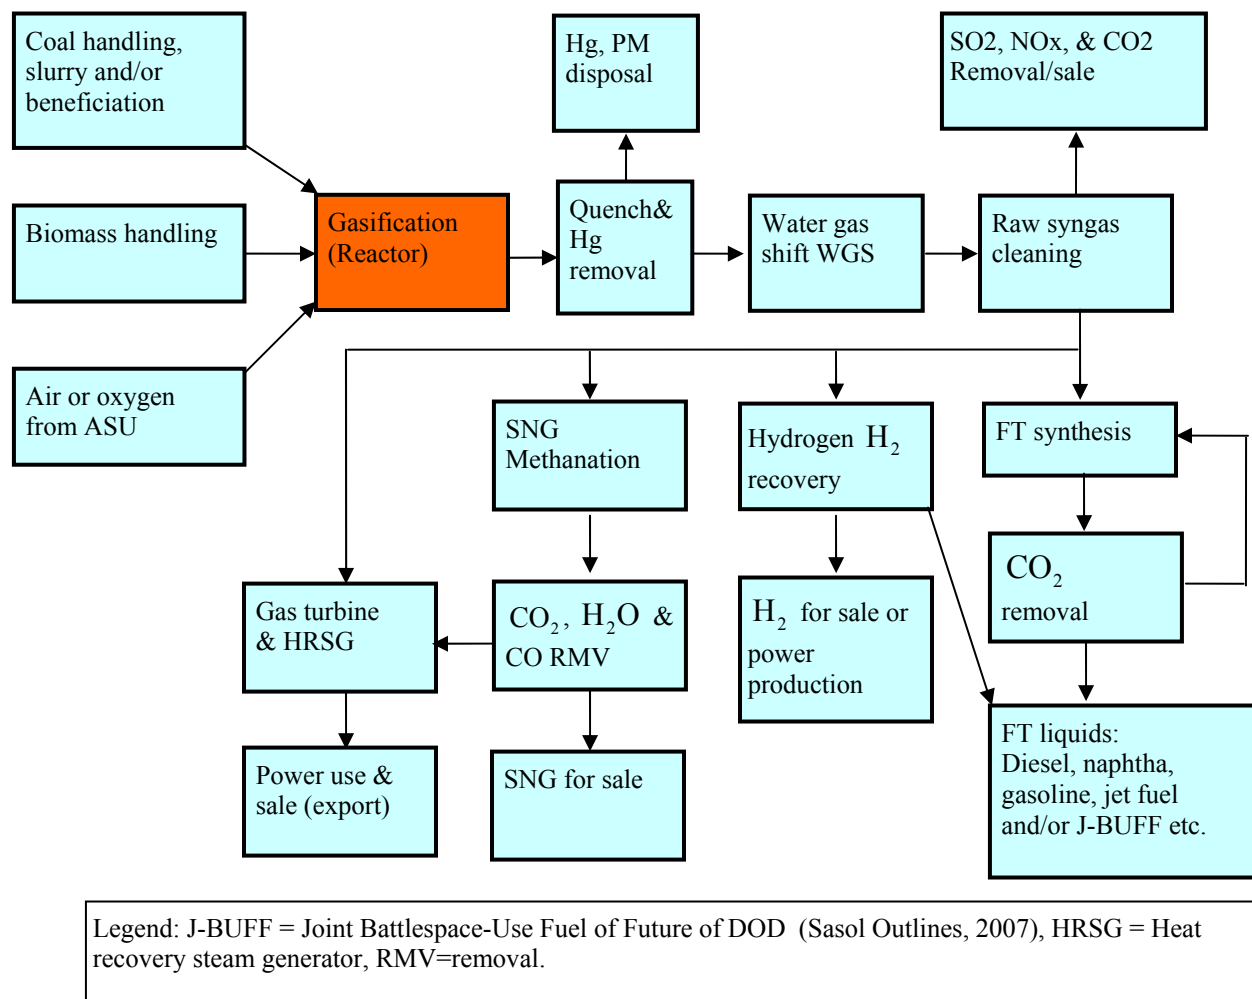 Coal handling,
slurry and/or
beneficiation
Hg, PM
disposal
SO2, NOx, & CO2
Removal/sale
Biomass handling
Gasification
(Reactor)
Quench&
Hg
removal
Water gas
shift WGS
Raw syngas
cleaning
Air or oxygen
from ASU
SNG
Methanation
Hydrogen H₂
recovery
FT synthesis
Gas turbine
& HRSG
CO₂, H₂O &
CO RMV
H₂ for sale or
power
production
CO₂
removal
Power use &
sale (export)
SNG for sale
FT liquids:
Diesel, naphtha,
gasoline, jet fuel
and/or J-BUFF etc.
Legend: J-BUFF = Joint Battlespace-Use Fuel of Future of DOD (Sasol Outlines, 2007), HRSG = Heat
recovery steam generator, RMV=removal.